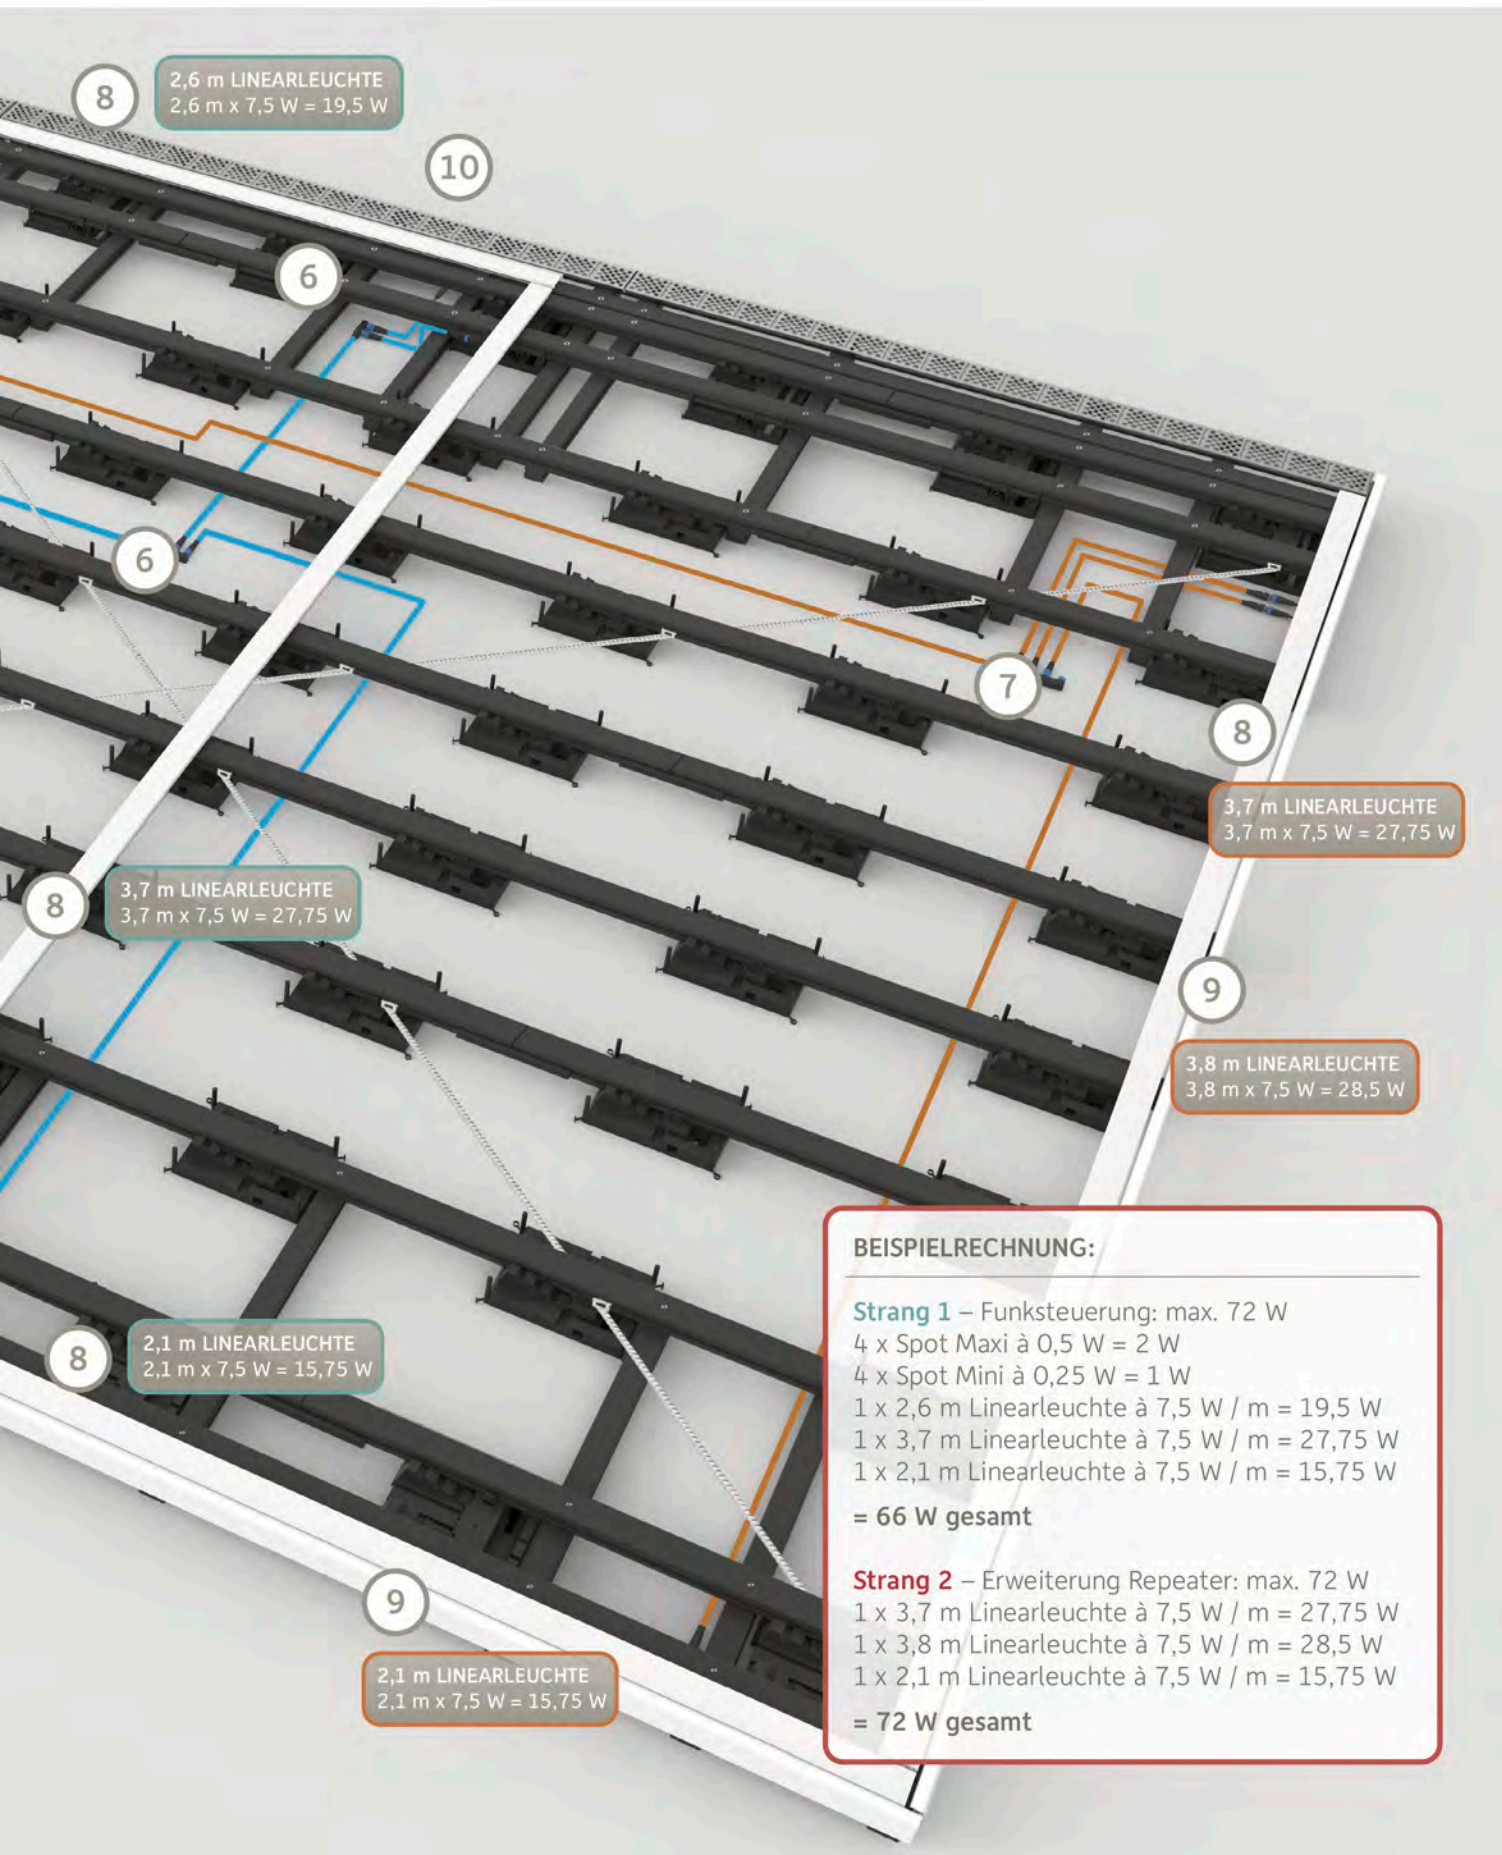 8
2,6 m LINEARLEUCHTE
2,6 m x 7,5 W = 19,5 W
10
6
6
7
8
3,7 m LINEARLEUCHTE
3,7 m x 7,5 W = 27,75 W
8
3,7 m LINEARLEUCHTE
3,7 m x 7,5 W = 27,75 W
9
3,8 m LINEARLEUCHTE
3,8 m x 7,5 W = 28,5 W
8
2,1 m LINEARLEUCHTE
2,1 m x 7,5 W = 15,75 W
9
2,1 m LINEARLEUCHTE
2,1 m x 7,5 W = 15,75 W
BEISPIELRECHNUNG:
Strang 1 – Funksteuerung: max. 72 W
4 x Spot Maxi à 0,5 W = 2 W
4 x Spot Mini à 0,25 W = 1 W
1 x 2,6 m Linearleuchte à 7,5 W / m = 19,5 W
1 x 3,7 m Linearleuchte à 7,5 W / m = 27,75 W
1 x 2,1 m Linearleuchte à 7,5 W / m = 15,75 W
= 66 W gesamt
Strang 2 – Erweiterung Repeater: max. 72 W
1 x 3,7 m Linearleuchte à 7,5 W / m = 27,75 W
1 x 3,8 m Linearleuchte à 7,5 W / m = 28,5 W
1 x 2,1 m Linearleuchte à 7,5 W / m = 15,75 W
= 72 W gesamt